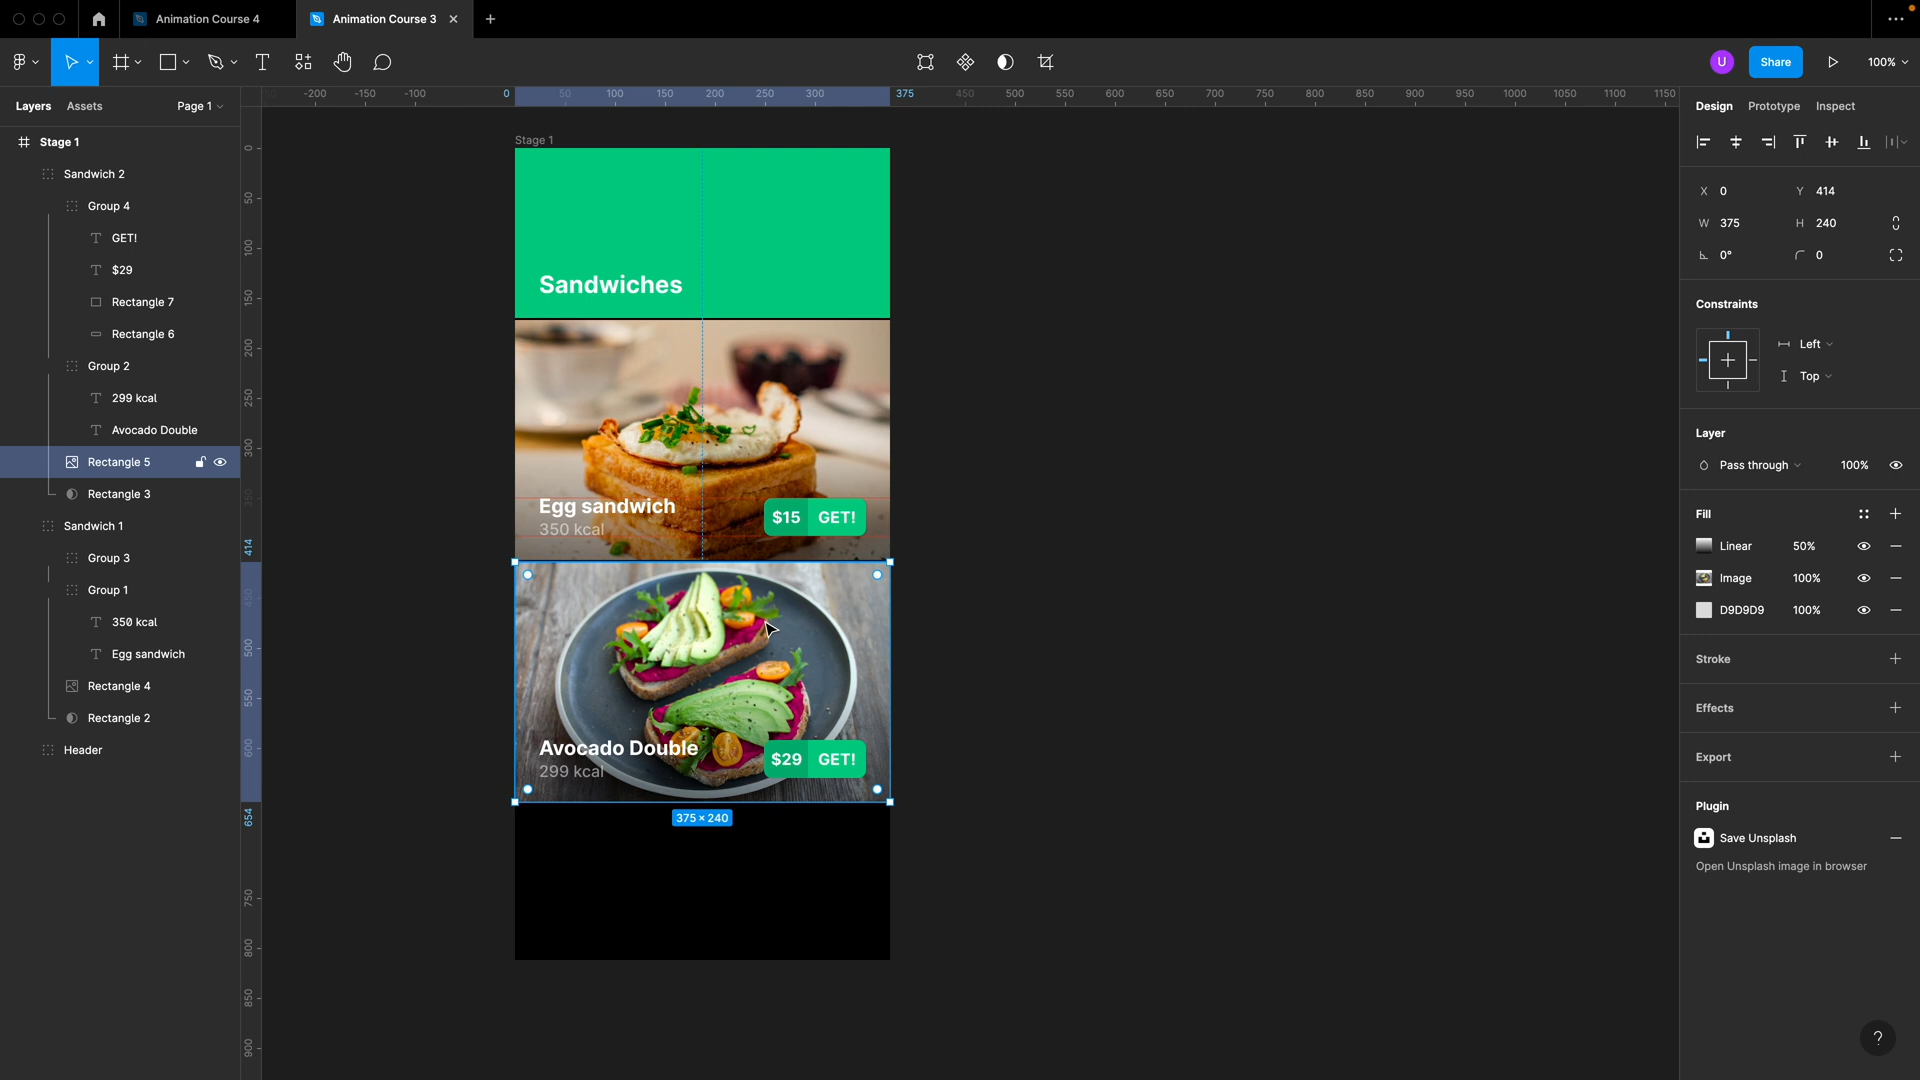 Animation Course 4
Animation Course 3
U
Share
100%
Layers
Assets
Page 1
Design
Prototype
Inspect
-200
-150
-100
0
50
100
150
200
250
300
375
450
500
550
600
650
700
750
800
850
900
950
1000
1050
1100
1150
Stage 1
Sandwich 2
Group 4
GET!
$29
Rectangle 7
Rectangle 6
Group 2
299 kcal
Avocado Double
Rectangle 5
Rectangle 3
Sandwich 1
Group 3
Group 1
350 kcal
Egg sandwich
Rectangle 4
Rectangle 2
Header
0
50
100
150
200
250
300
350
414
450
500
550
600
654
750
800
850
900
Stage 1
Sandwiches
Egg sandwich
350 kcal
$15
GET!
Avocado Double
299 kcal
$29
GET!
375 × 240
X 0
Y 414
W 375
H 240
0°
0
Constraints
Left
Top
Layer
Pass through
100%
Fill
Linear
50%
Image
100%
D9D9D9
100%
Stroke
Effects
Export
Plugin
Save Unsplash
Open Unsplash image in browser
?